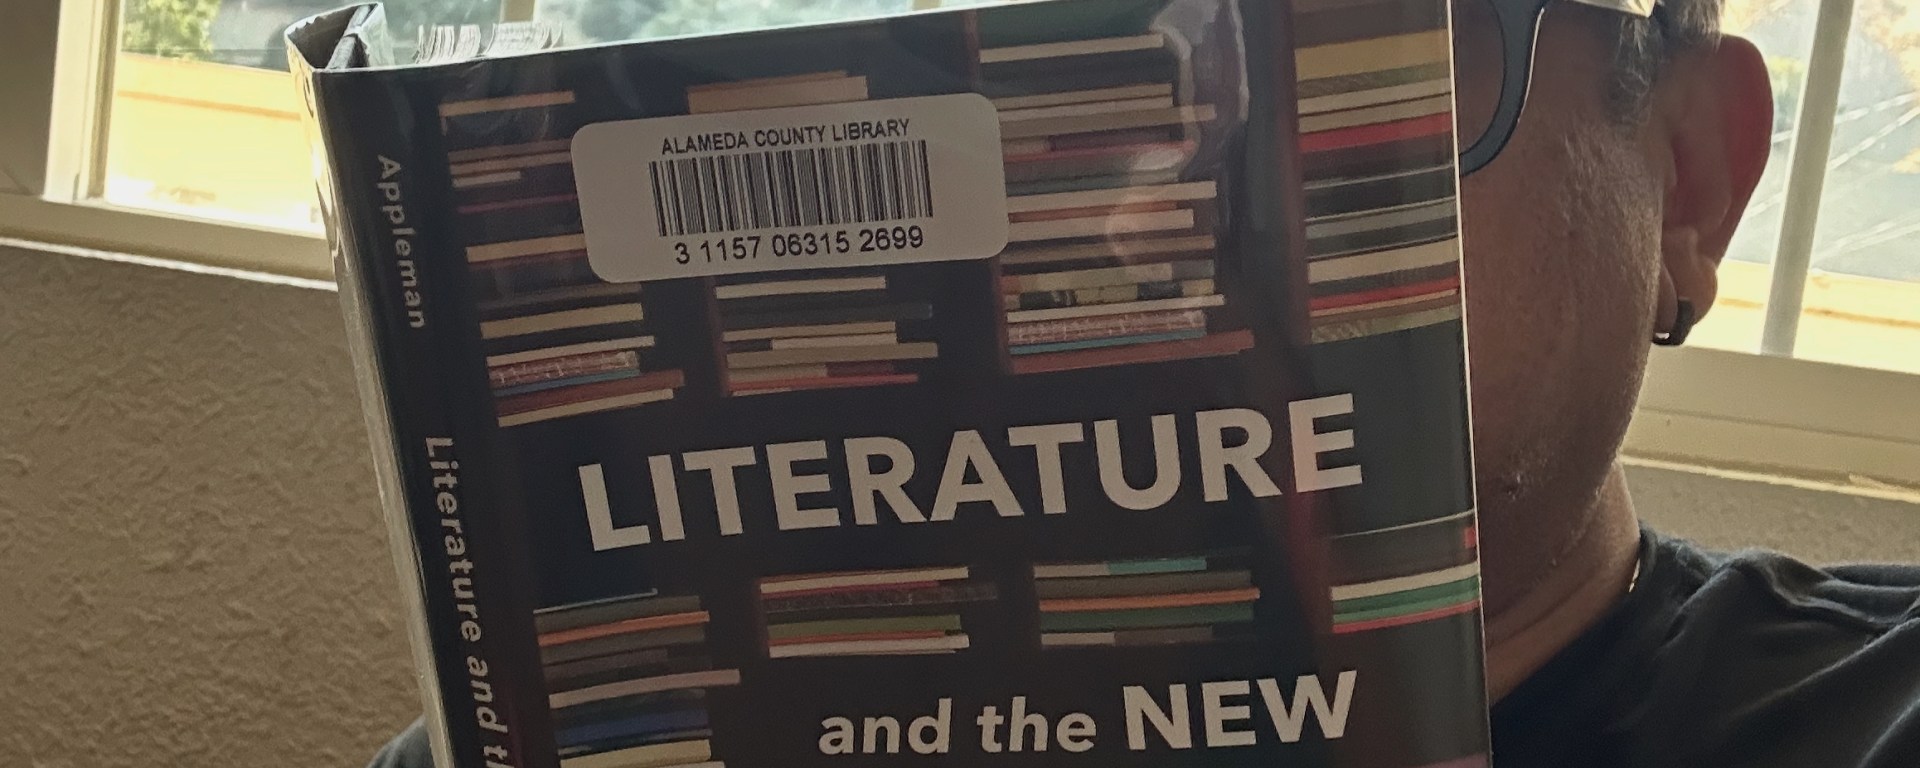 ALAMEDA COUNTY LIBRARY
3 1157 06315 2699
Appleman
Literature and th
LITERATURE
and the NEW